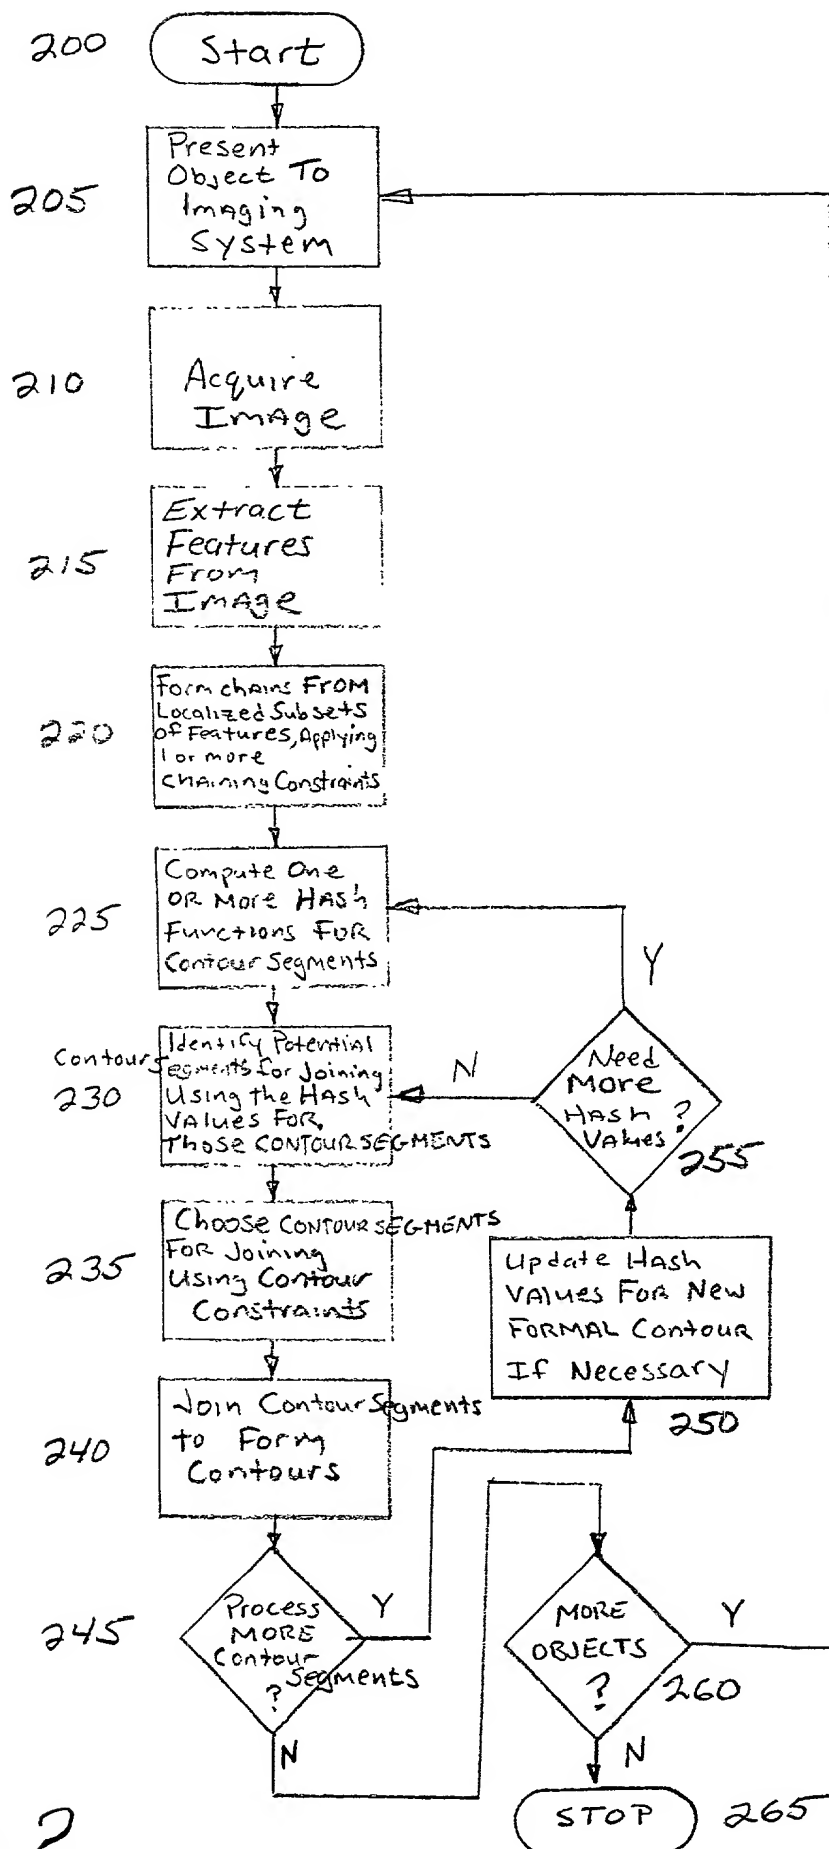 200
Start
205
Present
Object To
Imaging
System
210
Acquire
Image
215
Extract
Features
From
Image
220
Form chains From
Localized Subsets
of Features, Applying
1 or more
Chaining Constraints
225
Compute One
OR More Hash
Functions FOR
Contour Segments
230
Identify Potential
Contour Segments for Joining
Using the Hash
Values For
Those CONTOUR SEGMENTS
235
Choose CONTOUR SEGMENTS
FOR Joining
Using Contour
Constraints
240
Join Contour Segments
to Form
Contours
245
Process
MORE
Contour
Segments
?
Y
N
250
Update Hash
Values For New
FORMAL Contour
If Necessary
255
Need
More
Hash
Values ?
Y
N
260
MORE
OBJECTS
?
Y
N
STOP
265
2